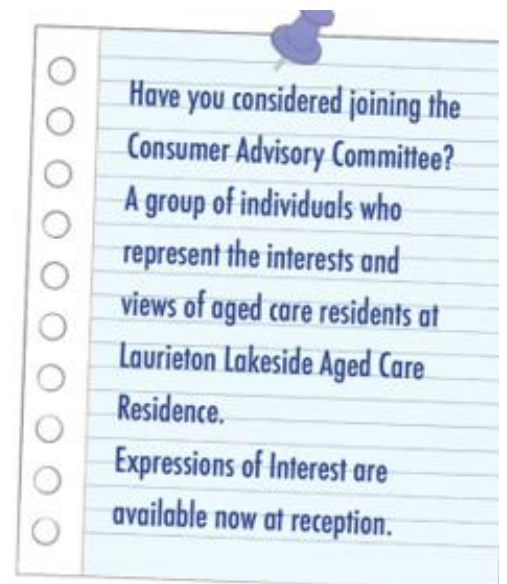 Have you considered joining the
Consumer Advisory Committee?
A group of individuals who
represent the interests and
views of aged care residents at
Laurieton Lakeside Aged Care
Residence.
Expressions of Interest are
available now at reception.